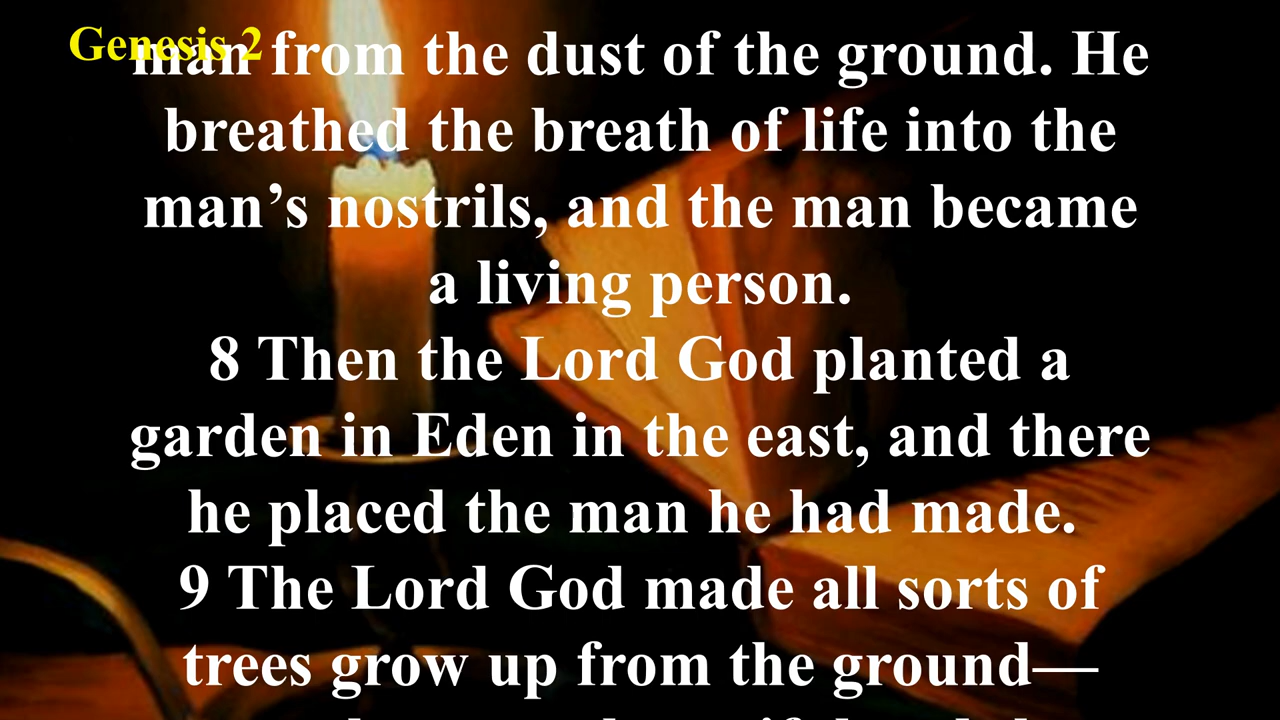 Genesis 2
man from the dust of the ground. He
breathed the breath of life into the
man’s nostrils, and the man became
a living person.
8 Then the Lord God planted a
garden in Eden in the east, and there
he placed the man he had made.
9 The Lord God made all sorts of
trees grow up from the ground—